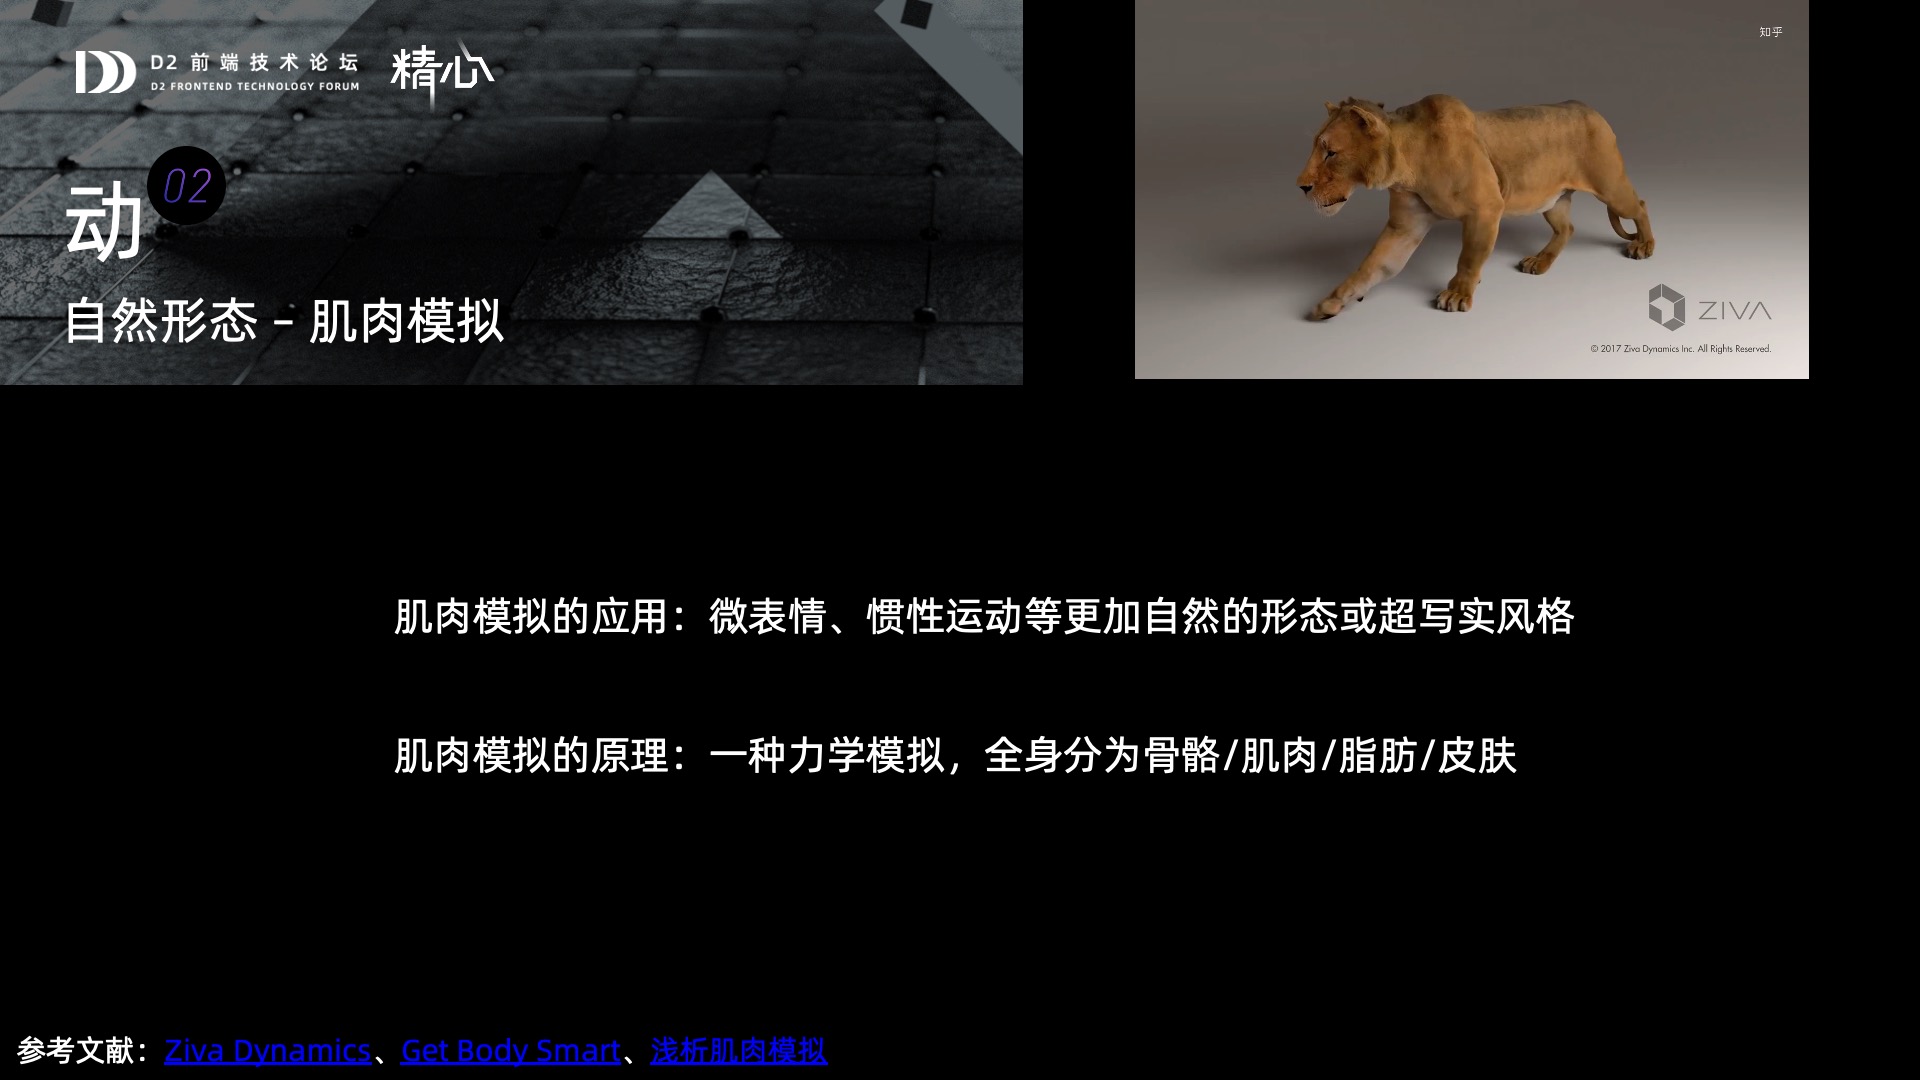 D2 前端技术论坛
D2 FRONTEND TECHNOLOGY FORUM
精心
动
02
自然形态 – 肌肉模拟
知乎
ZIVA
© 2017 Ziva Dynamics Inc. All Rights Reserved.
肌肉模拟的应用：微表情、惯性运动等更加自然的形态或超写实风格
肌肉模拟的原理：一种力学模拟，全身分为骨骼/肌肉/脂肪/皮肤
参考文献：Ziva Dynamics、Get Body Smart、浅析肌肉模拟